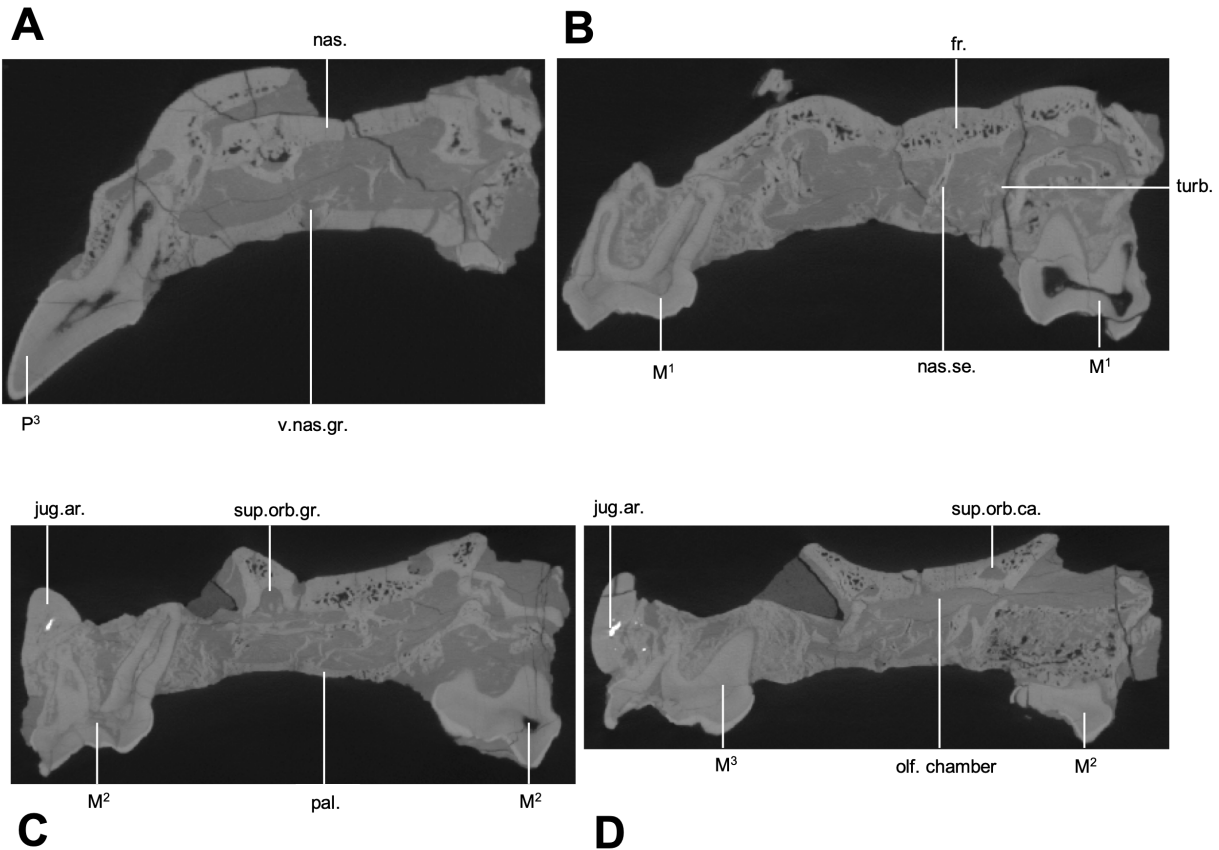 A
B
nas.
fr.
turb.
P³
v.nas.gr.
M¹
nas.se.
M¹
jug.ar.
sup.orb.gr.
jug.ar.
sup.orb.ca.
M²
pal.
M²
M³
olf. chamber
M²
C
D